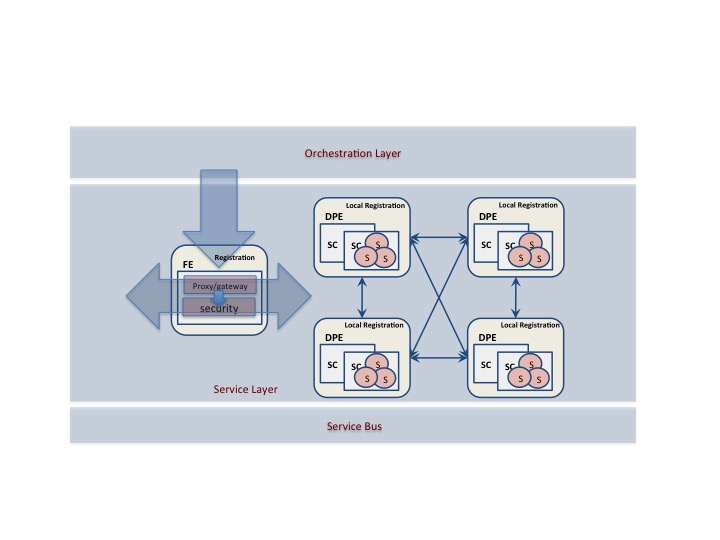 Orchestration Layer
Registration
FE
Proxy/gateway
security
Service Layer
Local Registration
DPE
SC
SC
S
S
S
Local Registration
DPE
SC
SC
S
S
S
Local Registration
DPE
SC
SC
S
S
S
Local Registration
DPE
SC
SC
S
S
S
Service Bus